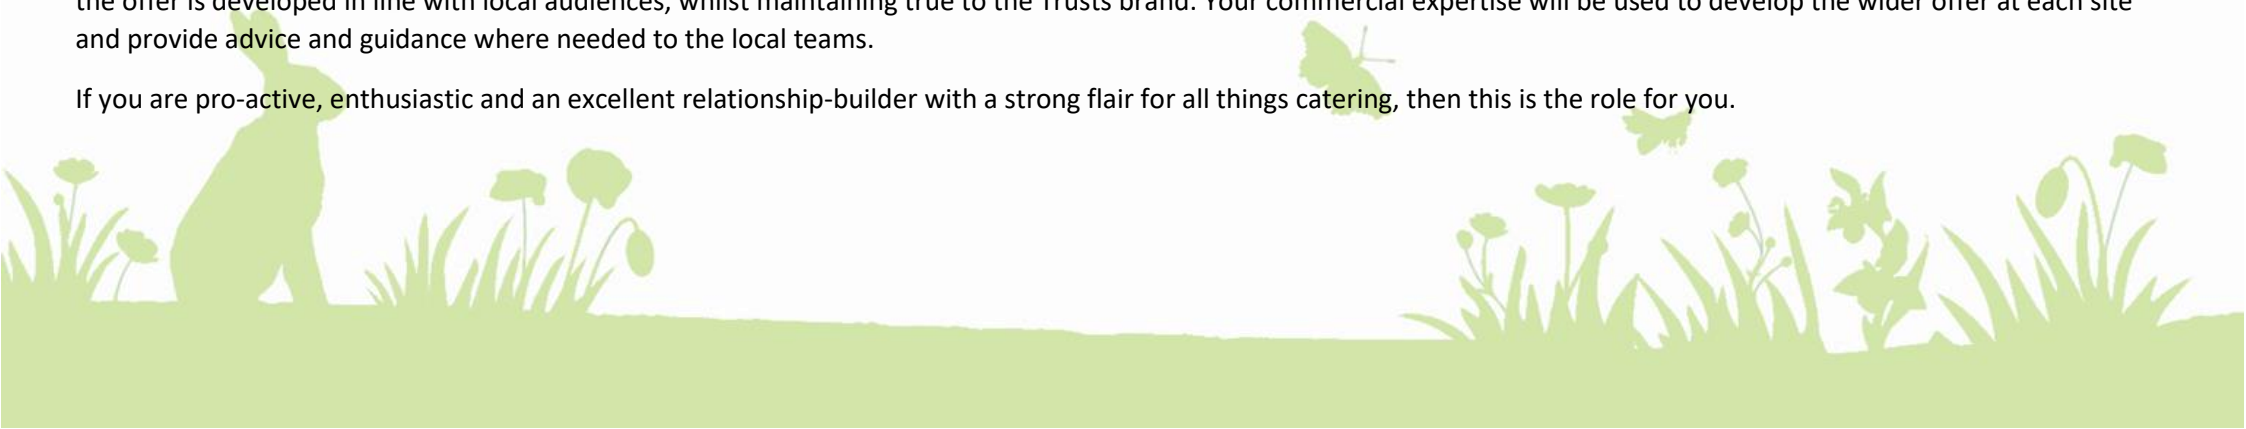 the offer is developed in line with local audiences, whilst maintaining true to the Trusts brand. Your commercial expertise will be used to develop the wider offer at each site
and provide advice and guidance where needed to the local teams.
If you are pro-active, enthusiastic and an excellent relationship-builder with a strong flair for all things catering, then this is the role for you.